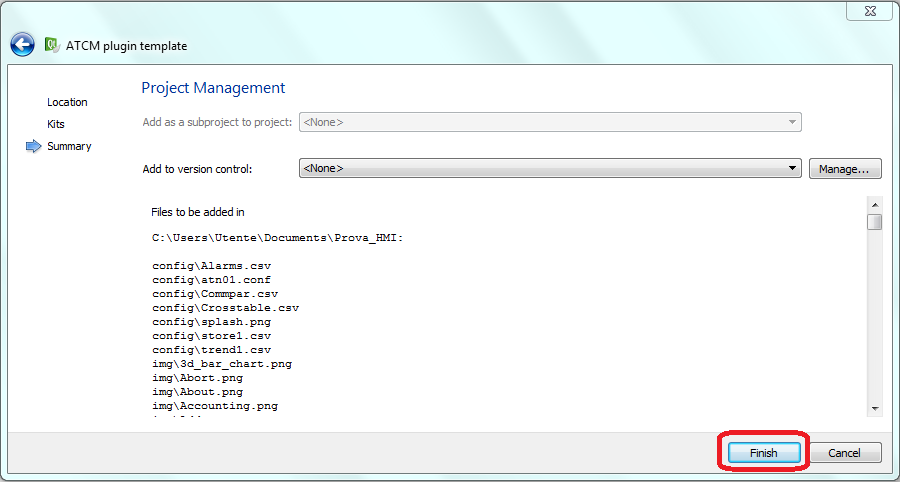 ATCM plugin template
Location
Kits
Summary
Project Management
Add as a subproject to project: <None>
Add to version control: <None> Manage...
Files to be added in
C:\Users\Utente\Documents\Prova_HMI:
config\Alarms.csv
config\atn01.conf
config\Commpar.csv
config\Crosstable.csv
config\splash.png
config\store1.csv
config\trend1.csv
img\3d_bar_chart.png
img\Abort.png
img\About.png
img\Accounting.png
Finish Cancel